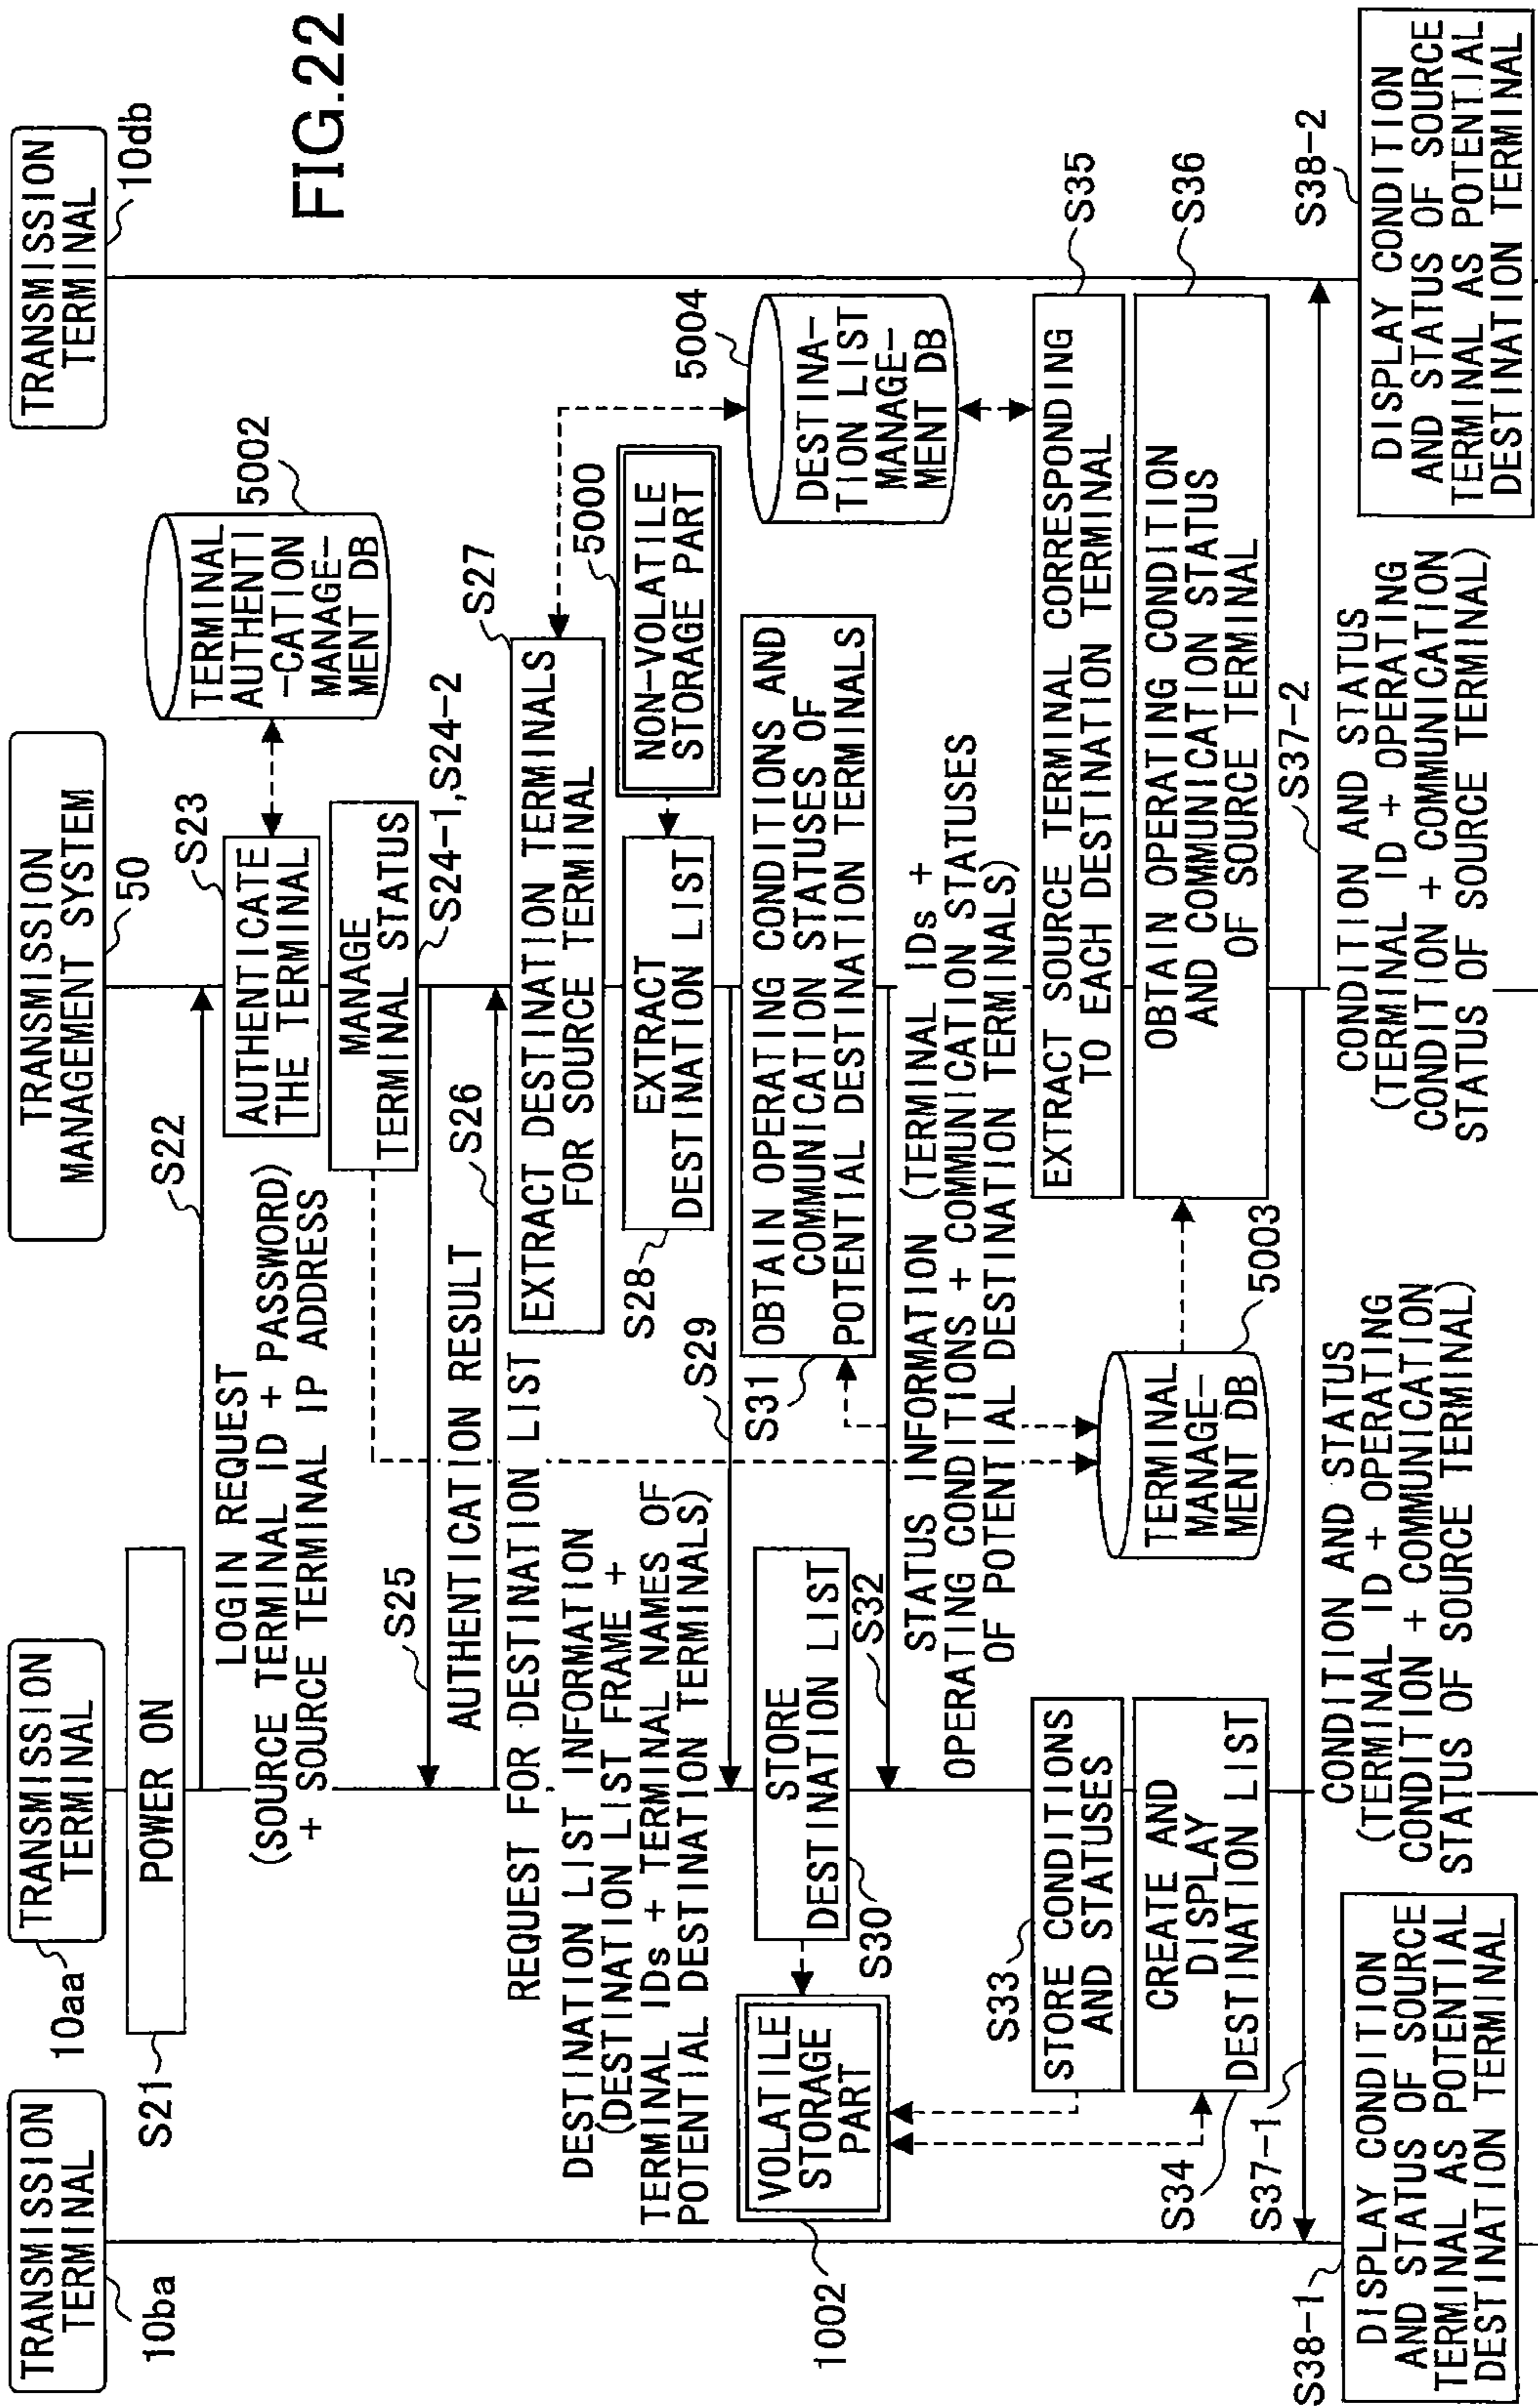 FIG.22
TRANSMISSION
TERMINAL
10ba
TRANSMISSION
TERMINAL
10aa
TRANSMISSION
MANAGEMENT SYSTEM
50
TRANSMISSION
TERMINAL
10db
POWER ON
S21
S22
LOGIN REQUEST
(SOURCE TERMINAL ID + PASSWORD)
+ SOURCE TERMINAL IP ADDRESS
S23
AUTHENTICATE
THE TERMINAL
5002
TERMINAL
AUTHENTI
-CATION
MANAGE-
MENT DB
MANAGE
TERMINAL STATUS
S24-1,S24-2
S25
AUTHENTICATION RESULT
S26
REQUEST FOR DESTINATION LIST
S27
EXTRACT DESTINATION TERMINALS
FOR SOURCE TERMINAL
5000
NON-VOLATILE
STORAGE PART
5004
DESTINA-
TION LIST
MANAGE-
MENT DB
EXTRACT
DESTINATION LIST
S28
DESTINATION LIST INFORMATION
(DESTINATION LIST FRAME +
TERMINAL IDs + TERMINAL NAMES OF
POTENTIAL DESTINATION TERMINALS)
S29
STORE
DESTINATION LIST
S30
VOLATILE
STORAGE
PART
1002
OBTAIN OPERATING CONDITIONS AND
COMMUNICATION STATUSES OF
POTENTIAL DESTINATION TERMINALS
S31
S32
STATUS INFORMATION (TERMINAL IDs +
OPERATING CONDITIONS + COMMUNICATION STATUSES
OF POTENTIAL DESTINATION TERMINALS)
S33
STORE CONDITIONS
AND STATUSES
CREATE AND
DISPLAY
DESTINATION LIST
S34
TERMINAL
MANAGE-
MENT DB
5003
EXTRACT SOURCE TERMINAL CORRESPONDING
TO EACH DESTINATION TERMINAL
S35
OBTAIN OPERATING CONDITION
AND COMMUNICATION STATUS
OF SOURCE TERMINAL
S36
S37-1
CONDITION AND STATUS
(TERMINAL ID + OPERATING
CONDITION + COMMUNICATION
STATUS OF SOURCE TERMINAL)
S37-2
CONDITION AND STATUS
(TERMINAL ID + OPERATING
CONDITION + COMMUNICATION
STATUS OF SOURCE TERMINAL)
S38-1
DISPLAY CONDITION
AND STATUS OF SOURCE
TERMINAL AS POTENTIAL
DESTINATION TERMINAL
S38-2
DISPLAY CONDITION
AND STATUS OF SOURCE
TERMINAL AS POTENTIAL
DESTINATION TERMINAL